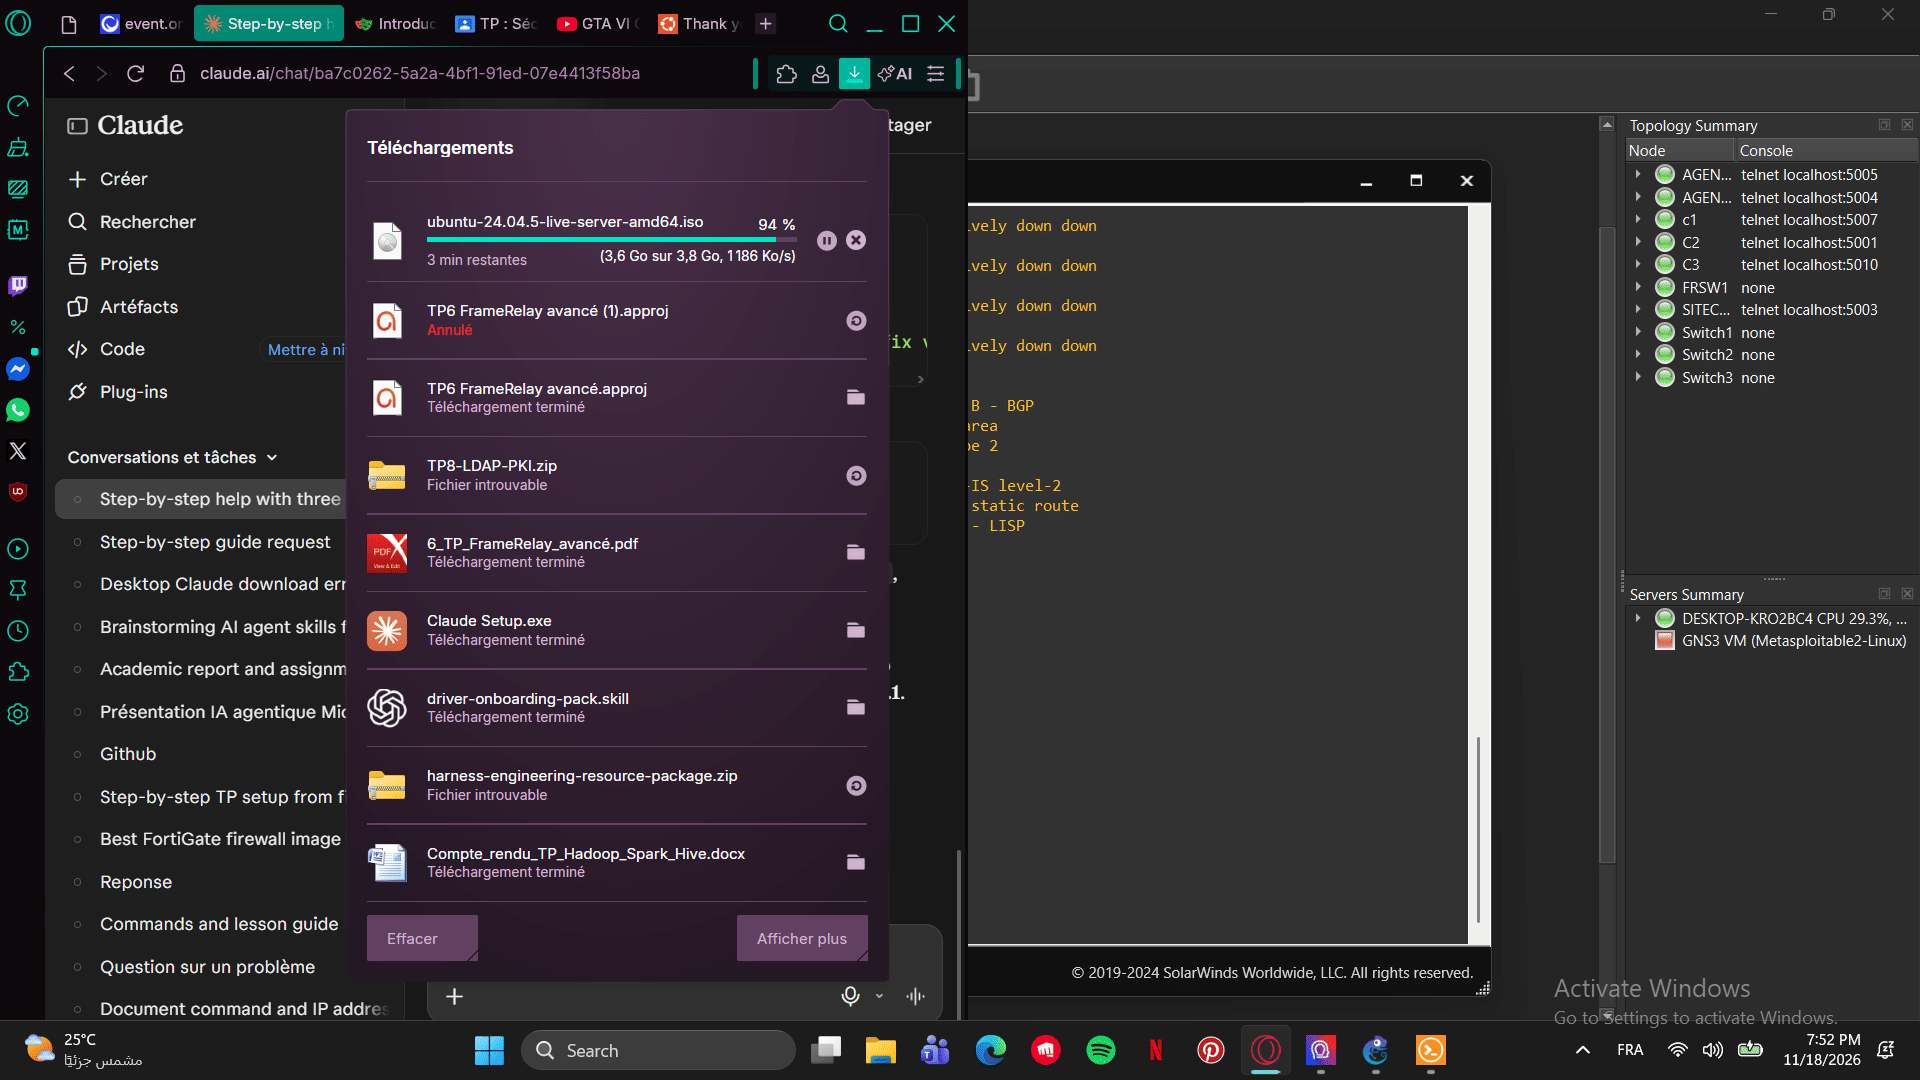 event.or
Step-by-step h
Introduc
TP : Séc
GTA VI
Thank y
claude.ai/chat/ba7c0262-5a2a-4bf1-91ed-07e4413f58ba
AI
Claude
tager
Créer
Rechercher
Projets
Artéfacts
Code
Mettre à ni
Plug-ins
Conversations et tâches
Step-by-step help with three
Step-by-step guide request
Desktop Claude download err
Brainstorming AI agent skills f
Academic report and assignm
Présentation IA agentique Mic
Github
Step-by-step TP setup from fi
Best FortiGate firewall image
Reponse
Commands and lesson guide
Question sur un problème
Document command and IP addres
Téléchargements
ubuntu-24.04.5-live-server-amd64.iso
94 %
3 min restantes
(3,6 Go sur 3,8 Go, 1 186 Ko/s)
TP6 FrameRelay avancé (1).approj
Annulé
TP6 FrameRelay avancé.approj
Téléchargement terminé
TP8-LDAP-PKI.zip
Fichier introuvable
6_TP_FrameRelay_avancé.pdf
Téléchargement terminé
Claude Setup.exe
Téléchargement terminé
driver-onboarding-pack.skill
Téléchargement terminé
harness-engineering-resource-package.zip
Fichier introuvable
Compte_rendu_TP_Hadoop_Spark_Hive.docx
Téléchargement terminé
Effacer
Afficher plus
ix v
,
.1.
ively down down
ively down down
ively down down
ively down down
B - BGP
area
pe 2
-IS level-2
static route
- LISP
© 2019-2024 SolarWinds Worldwide, LLC. All rights reserved.
Topology Summary
Node Console
AGEN... telnet localhost:5005
AGEN... telnet localhost:5004
c1 telnet localhost:5007
C2 telnet localhost:5001
C3 telnet localhost:5010
FRSW1 none
SITEC... telnet localhost:5003
Switch1 none
Switch2 none
Switch3 none
Servers Summary
DESKTOP-KRO2BC4 CPU 29.3%, ...
GNS3 VM (Metasploitable2-Linux)
Activate Windows
Go to Settings to activate Windows.
25°C
مشمس جزئيًا
Search
FRA
7:52 PM
11/18/2026